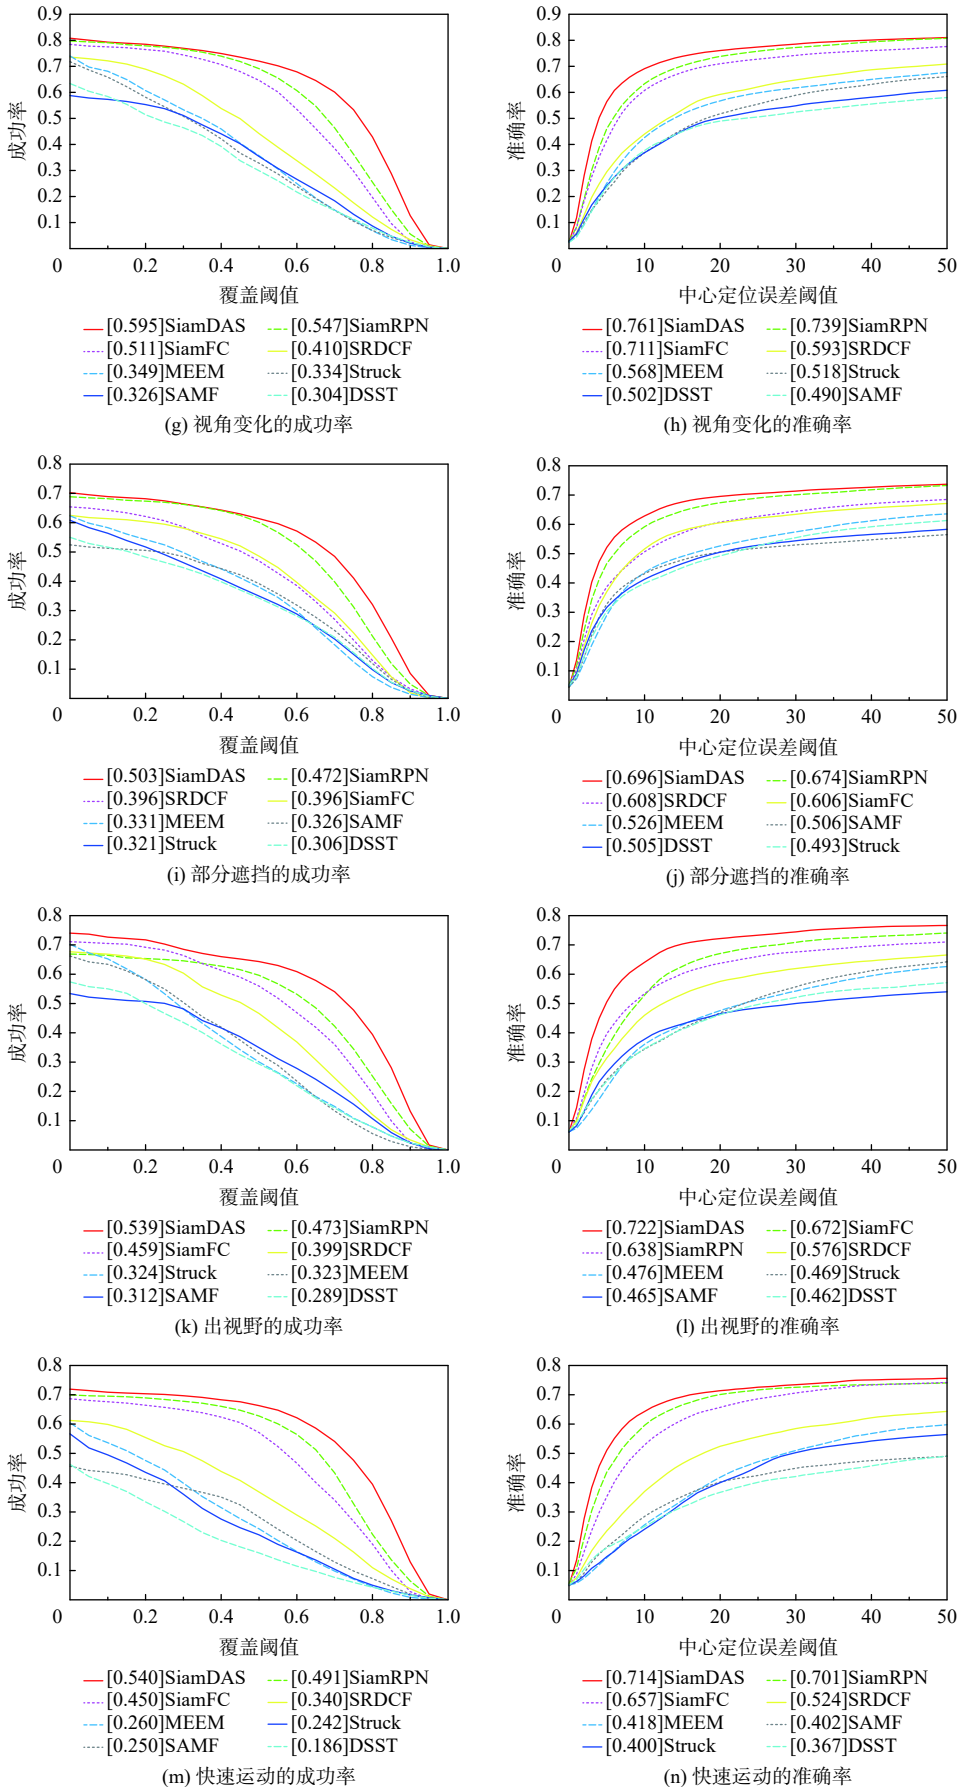 0.9
0.8
0.7
0.6
0.5
0.4
0.3
0.2
0.1
成功率
0 0.2 0.4 0.6 0.8 1.0
覆盖阈值
[0.595]SiamDAS [0.547]SiamRPN
[0.511]SiamFC [0.410]SRDCF
[0.349]MEEM [0.334]Struck
[0.326]SAMF [0.304]DSST
(g) 视角变化的成功率
0.9
0.8
0.7
0.6
0.5
0.4
0.3
0.2
0.1
准确率
0 10 20 30 40 50
中心定位误差阈值
[0.761]SiamDAS [0.739]SiamRPN
[0.711]SiamFC [0.593]SRDCF
[0.568]MEEM [0.518]Struck
[0.502]DSST [0.490]SAMF
(h) 视角变化的准确率
0.8
0.7
0.6
0.5
0.4
0.3
0.2
0.1
成功率
0 0.2 0.4 0.6 0.8 1.0
覆盖阈值
[0.503]SiamDAS [0.472]SiamRPN
[0.396]SRDCF [0.396]SiamFC
[0.331]MEEM [0.326]SAMF
[0.321]Struck [0.306]DSST
(i) 部分遮挡的成功率
0.8
0.7
0.6
0.5
0.4
0.3
0.2
0.1
准确率
0 10 20 30 40 50
中心定位误差阈值
[0.696]SiamDAS [0.674]SiamRPN
[0.608]SRDCF [0.606]SiamFC
[0.526]MEEM [0.506]SAMF
[0.505]DSST [0.493]Struck
(j) 部分遮挡的准确率
0.8
0.7
0.6
0.5
0.4
0.3
0.2
0.1
成功率
0 0.2 0.4 0.6 0.8 1.0
覆盖阈值
[0.539]SiamDAS [0.473]SiamRPN
[0.459]SiamFC [0.399]SRDCF
[0.324]Struck [0.323]MEEM
[0.312]SAMF [0.289]DSST
(k) 出视野的成功率
0.8
0.7
0.6
0.5
0.4
0.3
0.2
0.1
准确率
0 10 20 30 40 50
中心定位误差阈值
[0.722]SiamDAS [0.672]SiamFC
[0.638]SiamRPN [0.576]SRDCF
[0.476]MEEM [0.469]Struck
[0.465]SAMF [0.462]DSST
(l) 出视野的准确率
0.8
0.7
0.6
0.5
0.4
0.3
0.2
0.1
成功率
0 0.2 0.4 0.6 0.8 1.0
覆盖阈值
[0.540]SiamDAS [0.491]SiamRPN
[0.450]SiamFC [0.340]SRDCF
[0.260]MEEM [0.242]Struck
[0.250]SAMF [0.186]DSST
(m) 快速运动的成功率
0.8
0.7
0.6
0.5
0.4
0.3
0.2
0.1
准确率
0 10 20 30 40 50
中心定位误差阈值
[0.714]SiamDAS [0.701]SiamRPN
[0.657]SiamFC [0.524]SRDCF
[0.418]MEEM [0.402]SAMF
[0.400]Struck [0.367]DSST
(n) 快速运动的准确率